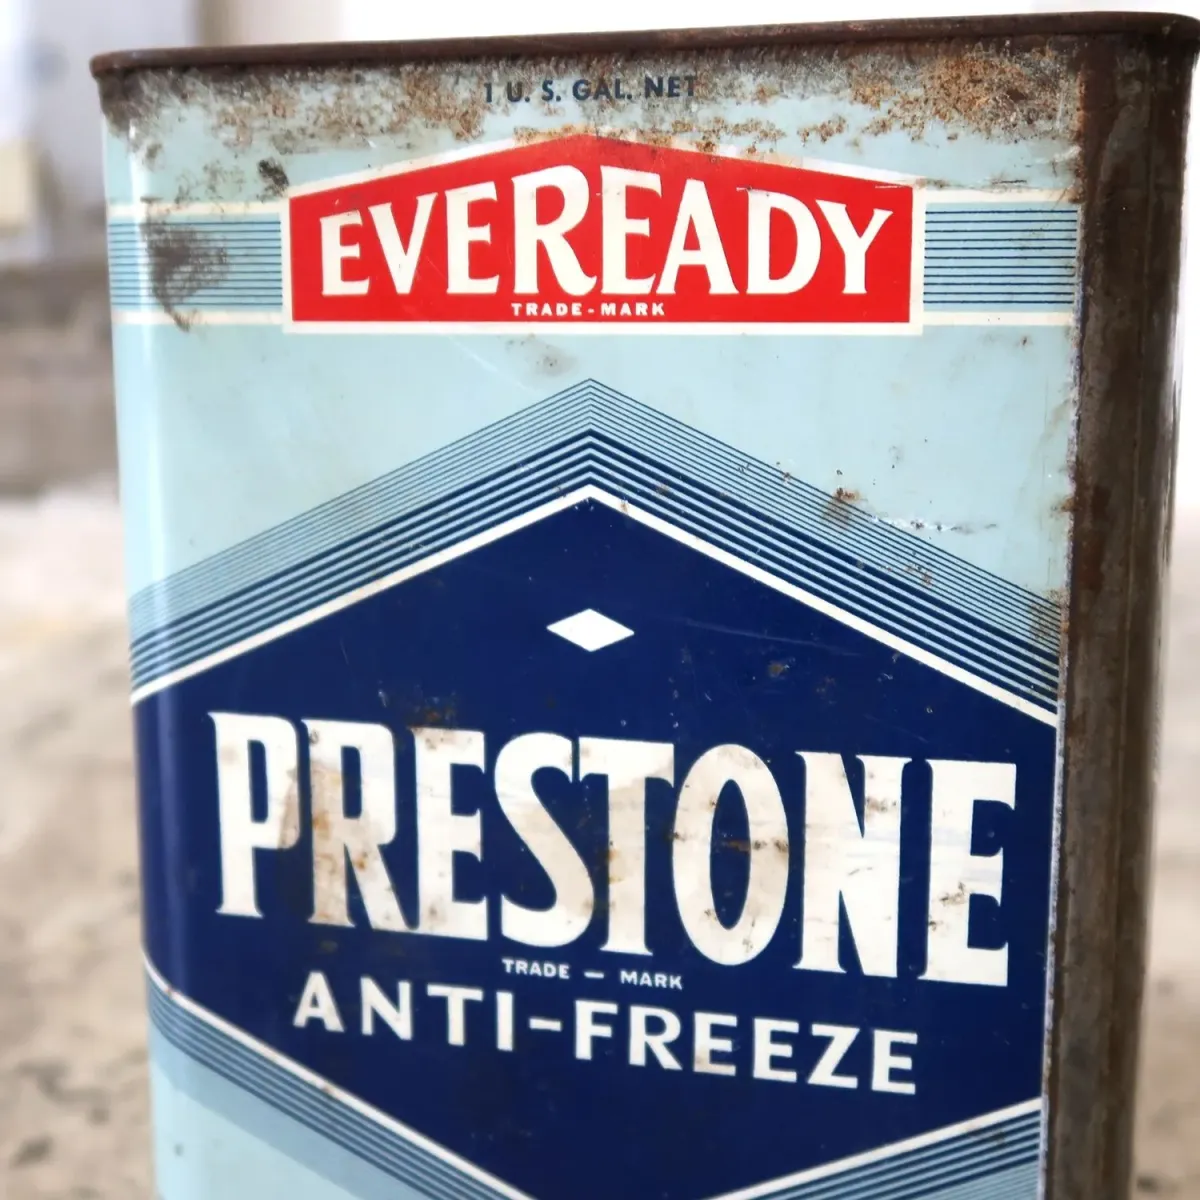 1 U. S. GAL. NET
EVEREADY
TRADE-MARK
PRESTONE
TRADE — MARK
ANTI-FREEZE